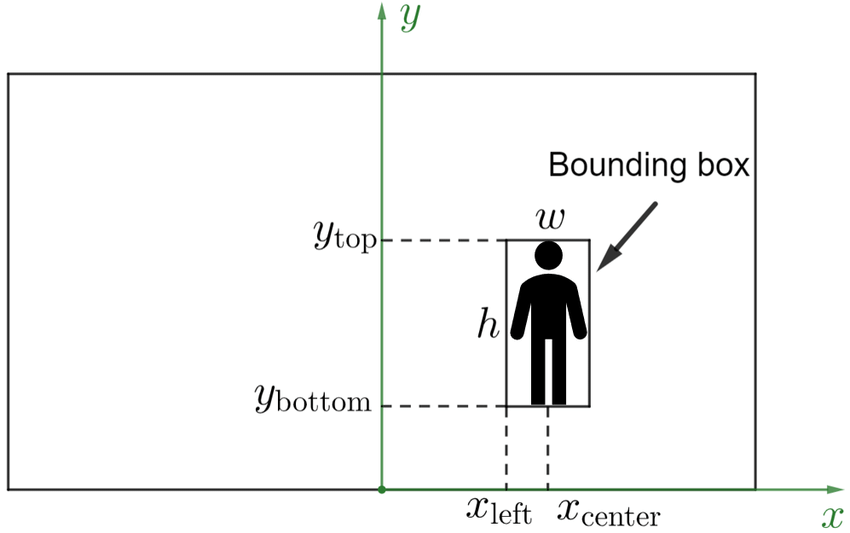 y
Bounding box
w
y_top
h
y_bottom
x_left x_center
x